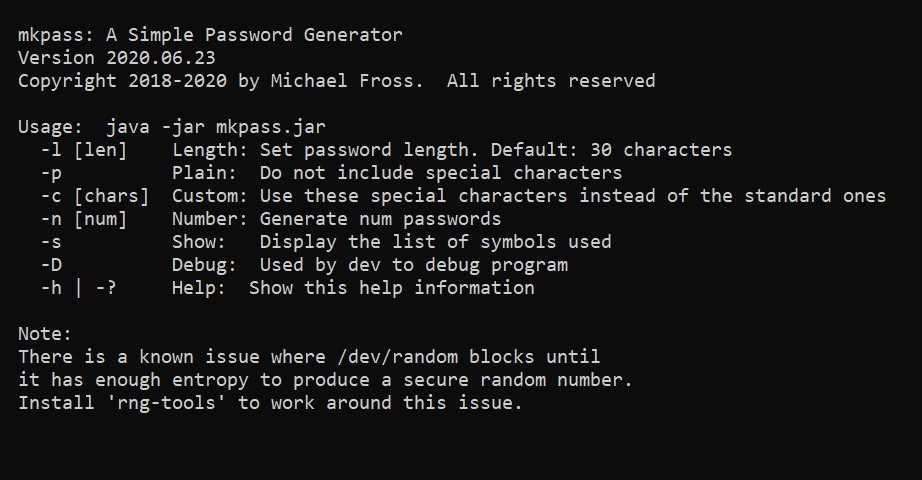 mkpass: A Simple Password Generator
Version 2020.06.23
Copyright 2018-2020 by Michael Fross.  All rights reserved
Usage:  java -jar mkpass.jar
-l [len]    Length: Set password length. Default: 30 characters
-p          Plain:  Do not include special characters
-c [chars]  Custom: Use these special characters instead of the standard ones
-n [num]    Number: Generate num passwords
-s          Show:   Display the list of symbols used
-D          Debug:  Used by dev to debug program
-h | -?     Help:  Show this help information
Note:
There is a known issue where /dev/random blocks until
it has enough entropy to produce a secure random number.
Install 'rng-tools' to work around this issue.